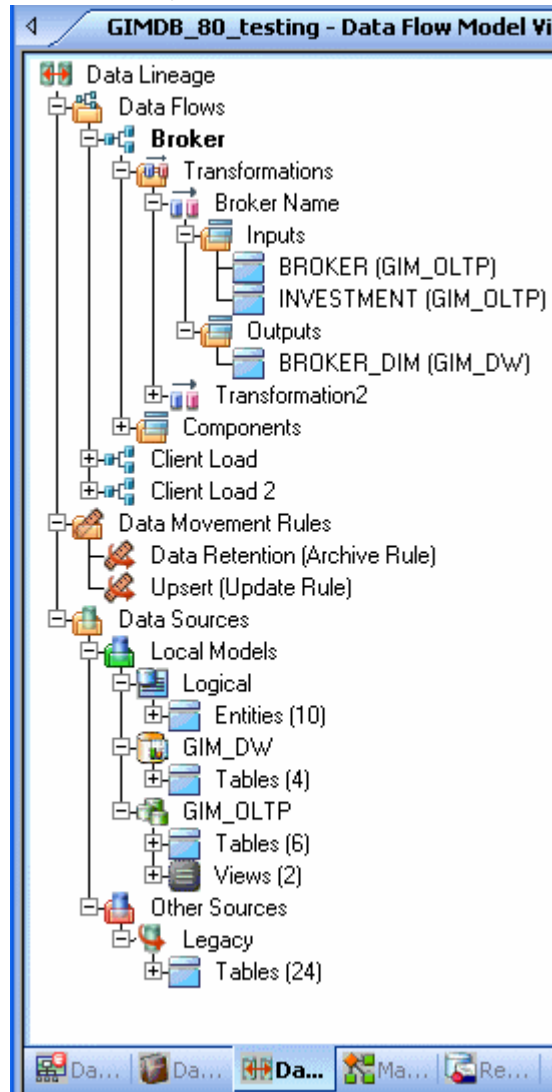 GIMDB_80_testing - Data Flow Model Vi
Data Lineage
Data Flows
Broker
Transformations
Broker Name
Inputs
BROKER (GIM_OLTP)
INVESTMENT (GIM_OLTP)
Outputs
BROKER_DIM (GIM_DW)
Transformation2
Components
Client Load
Client Load 2
Data Movement Rules
Data Retention (Archive Rule)
Upsert (Update Rule)
Data Sources
Local Models
Logical
Entities (10)
GIM_DW
Tables (4)
GIM_OLTP
Tables (6)
Views (2)
Other Sources
Legacy
Tables (24)
Da... Da... Da... Ma... Re...